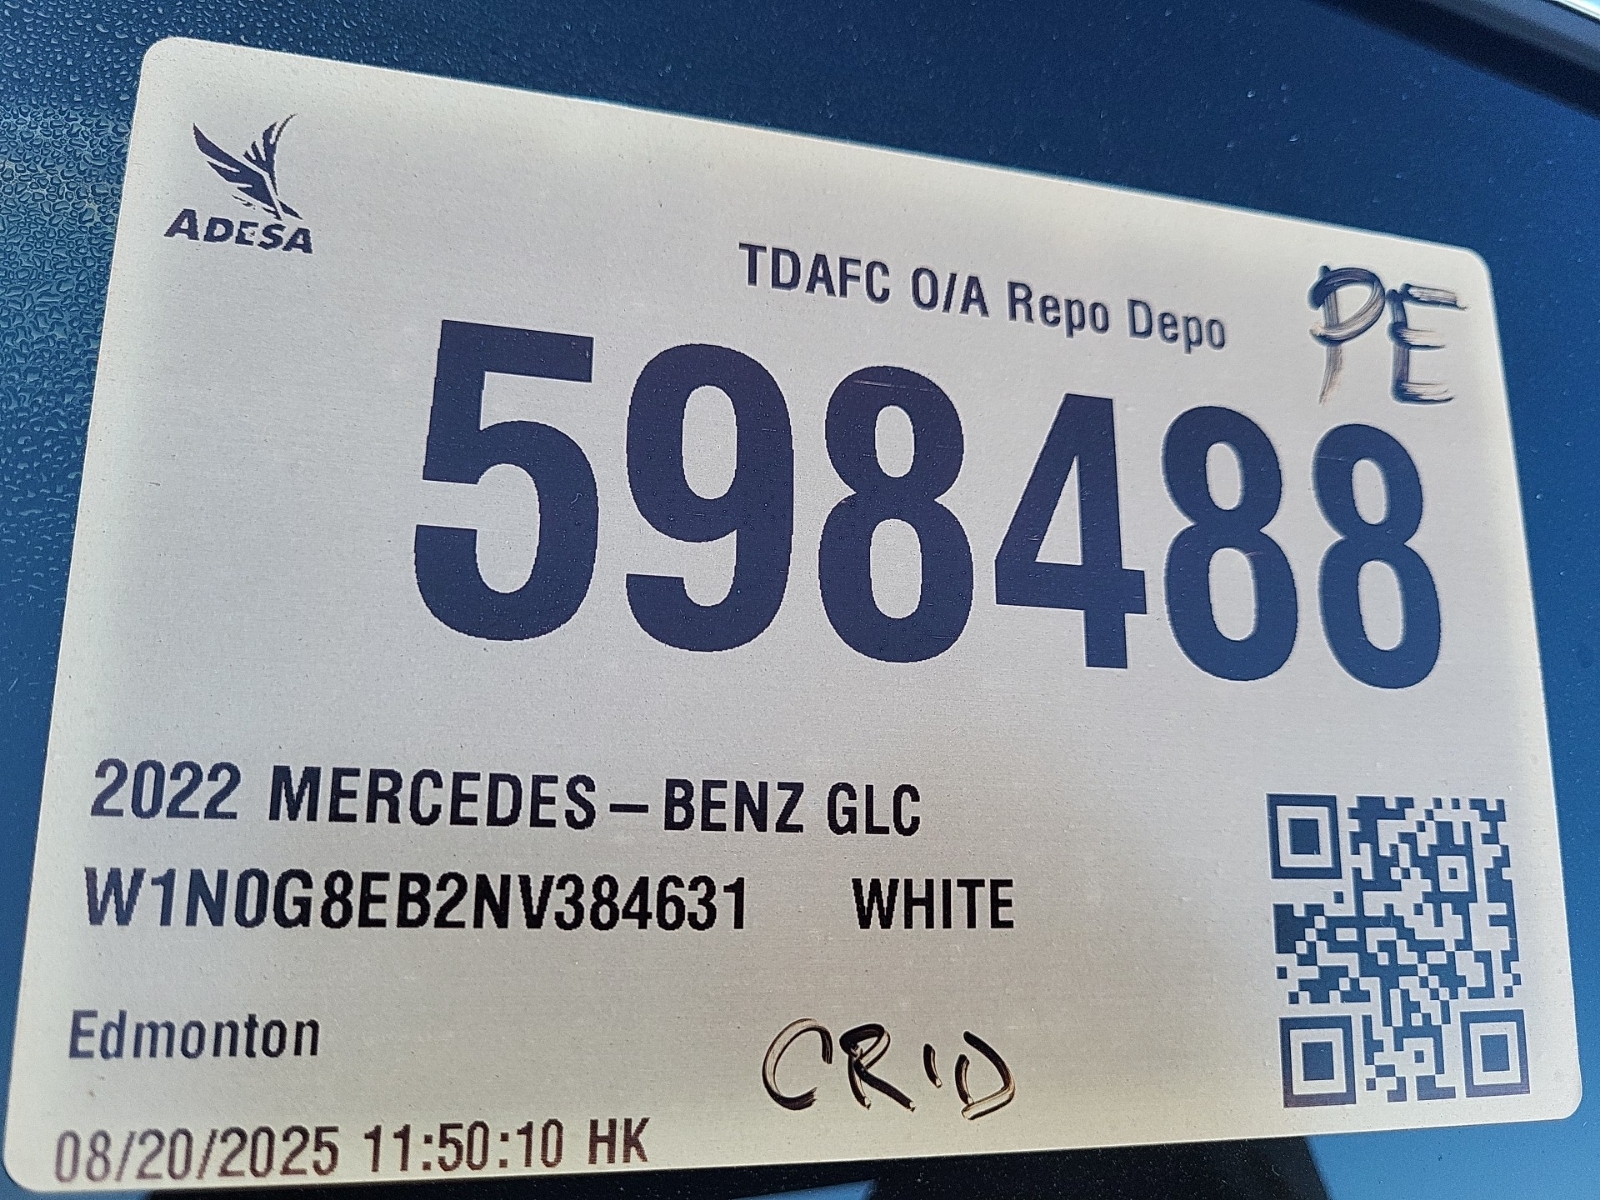 ADESA
TDAFC O/A Repo Depo
PE
598488
2022 MERCEDES-BENZ GLC
W1N0G8EB2NV384631 WHITE
Edmonton
CR'D
08/20/2025 11:50:10 HK